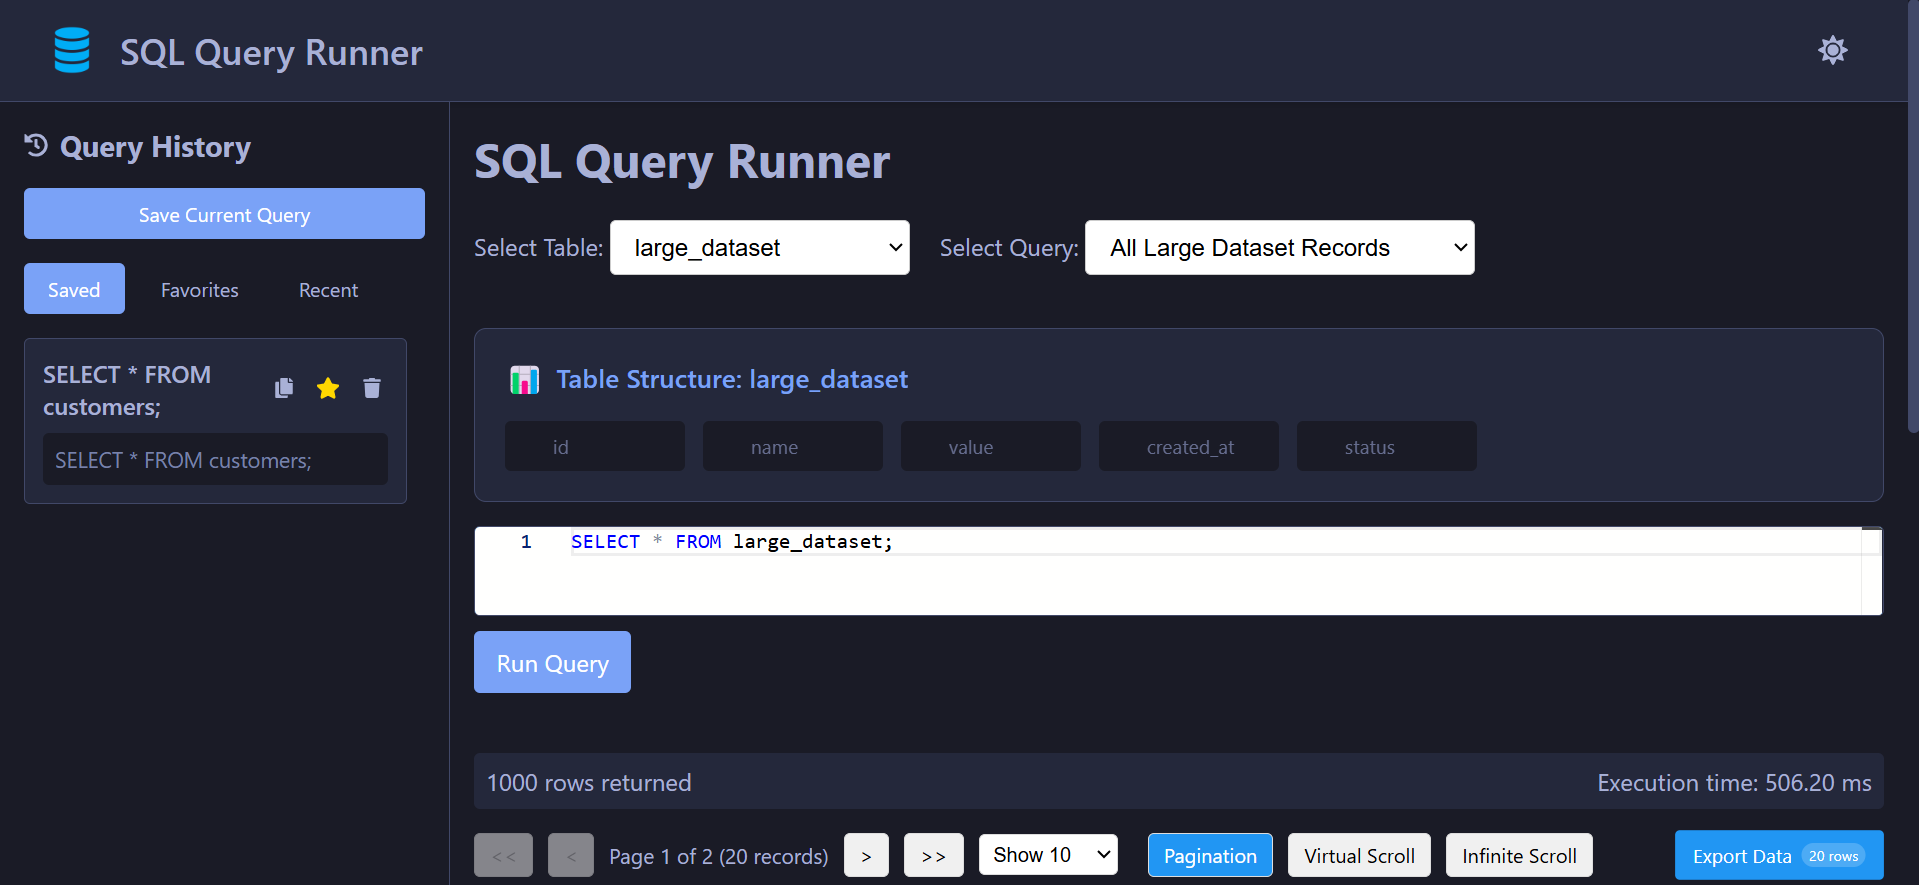 SQL Query Runner
Query History
Save Current Query
Saved
Favorites
Recent
SELECT * FROM
customers;
SELECT * FROM customers;
SQL Query Runner
Select Table: large_dataset
Select Query: All Large Dataset Records
Table Structure: large_dataset
id
name
value
created_at
status
1 SELECT * FROM large_dataset;
Run Query
1000 rows returned
Execution time: 506.20 ms
<< < Page 1 of 2 (20 records) > >> Show 10 Pagination Virtual Scroll Infinite Scroll Export Data 20 rows